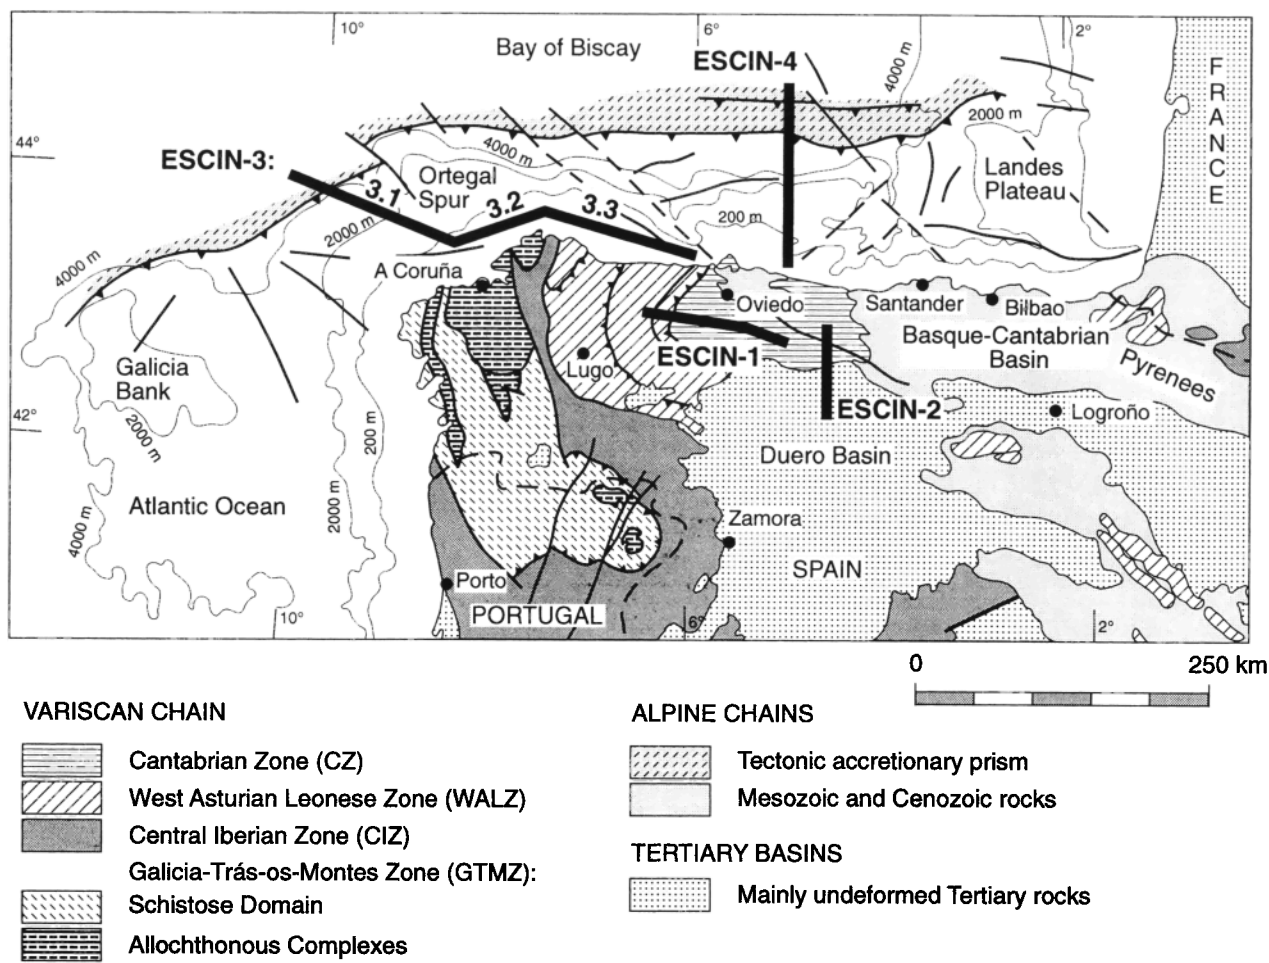 10°
6°
2°
Bay of Biscay
ESCIN-4
4000 m
FRANCE
2000 m
44°
ESCIN-3:
4000 m
Ortegal
Spur
3.1
3.2
3.3
Landes
Plateau
200 m
2000 m
4000 m
A Coruña
Oviedo
Santander
Bilbao
Basque-Cantabrian
Basin
ESCIN-1
Lugo
Pyrenees
Galicia
Bank
42°
2000 m
200 m
ESCIN-2
Logroño
Duero Basin
Atlantic Ocean
4000 m
2000 m
Zamora
SPAIN
Porto
PORTUGAL
10°
6°
2°
0
250 km
VARISCAN CHAIN
Cantabrian Zone (CZ)
West Asturian Leonese Zone (WALZ)
Central Iberian Zone (CIZ)
Galicia-Trás-os-Montes Zone (GTMZ):
Schistose Domain
Allochthonous Complexes
ALPINE CHAINS
Tectonic accretionary prism
Mesozoic and Cenozoic rocks
TERTIARY BASINS
Mainly undeformed Tertiary rocks